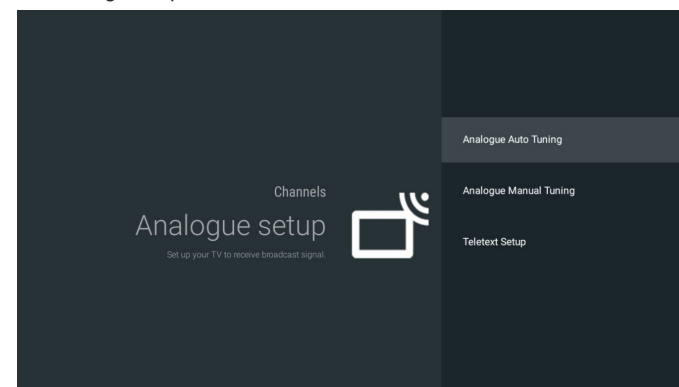 Channels
Analogue setup
Set up your TV to receive broadcast signal.
Analogue Auto Tuning
Analogue Manual Tuning
Teletext Setup